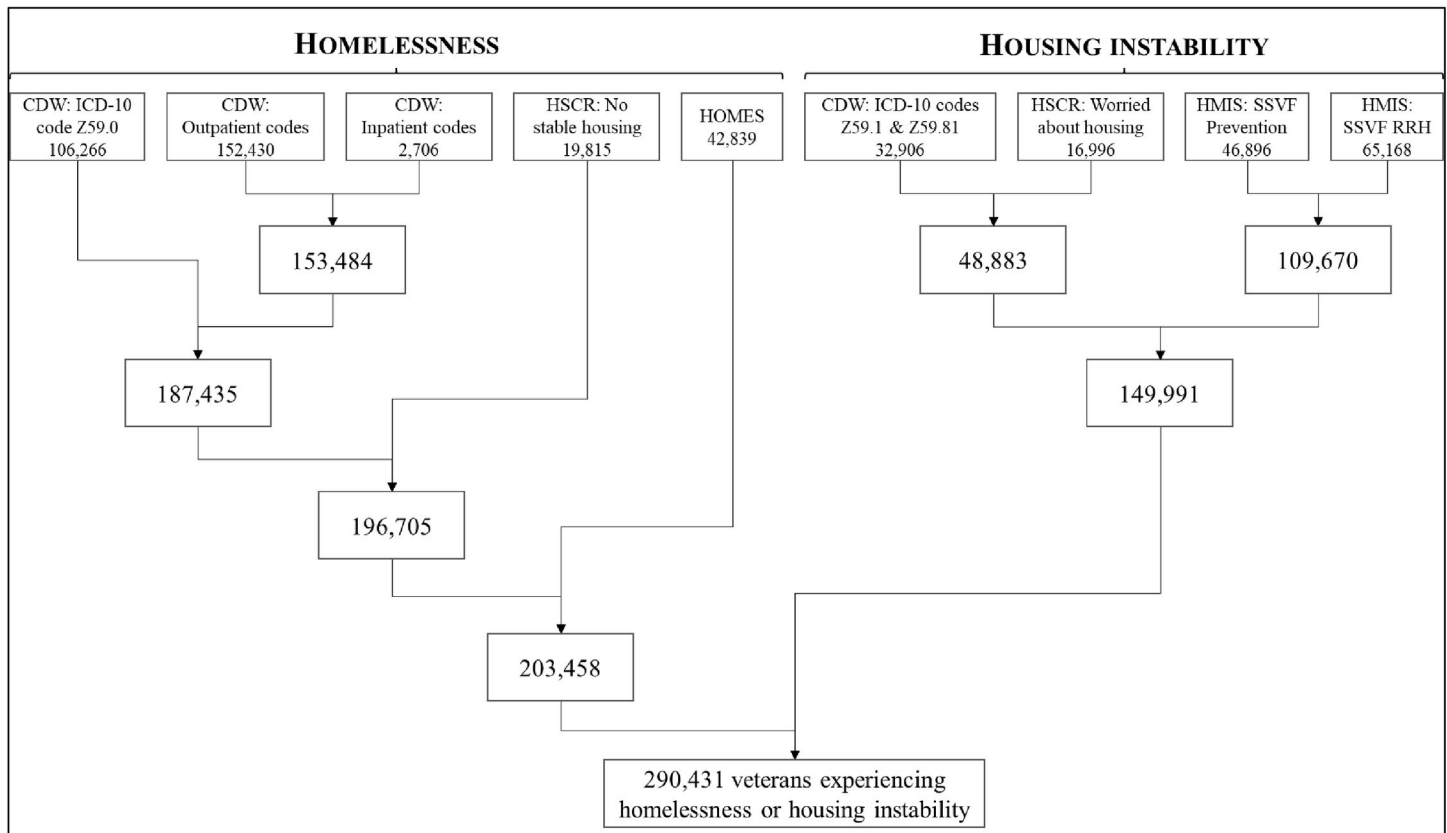 HOMELESSNESS
HOUSING INSTABILITY
CDW: ICD-10
code Z59.0
106,266
CDW:
Outpatient codes
152,430
CDW:
Inpatient codes
2,706
HSCR: No
stable housing
19,815
HOMES
42,839
CDW: ICD-10 codes
Z59.1 & Z59.81
32,906
HSCR: Worried
about housing
16,996
HMIS: SSVF
Prevention
46,896
HMIS:
SSVF RRH
65,168
153,484
48,883
109,670
187,435
149,991
196,705
203,458
290,431 veterans experiencing
homelessness or housing instability